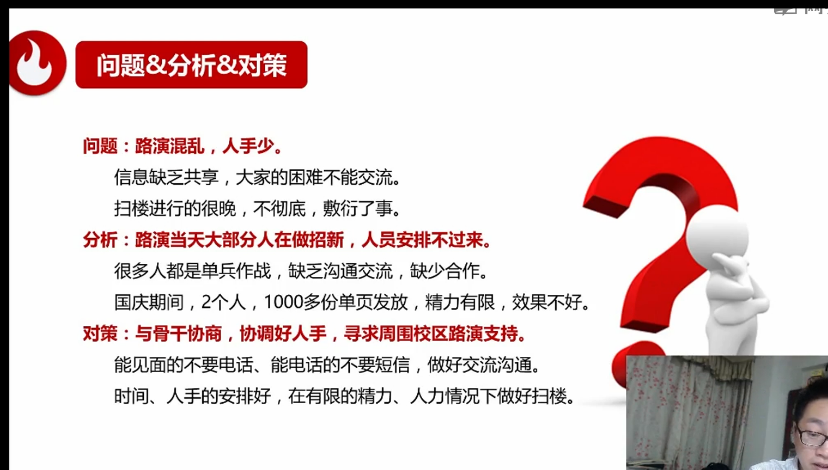 问题&分析&对策
问题：路演混乱，人手少。
信息缺乏共享，大家的困难不能交流。
扫楼进行的很晚，不彻底，敷衍了事。
分析：路演当天大部分人在做招新，人员安排不过来。
很多人都是单兵作战，缺乏沟通交流，缺少合作。
国庆期间，2个人，1000多份单页发放，精力有限，效果不好。
对策：与骨干协商，协调好人手，寻求周围校区路演支持。
能见面的不要电话、能电话的不要短信，做好交流沟通。
时间、人手的安排好，在有限的精力、人力情况下做好扫楼。